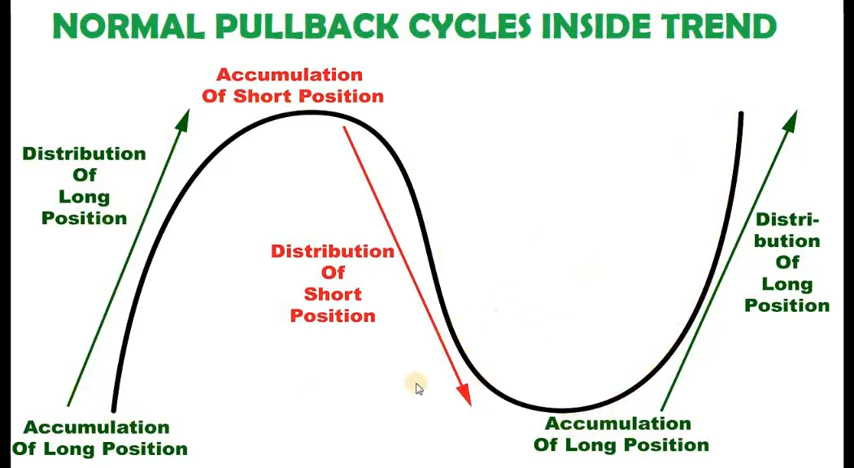 NORMAL PULLBACK CYCLES INSIDE TREND
Accumulation
Of Short Position
Distribution
Of
Long
Position
Distribution
Of
Short
Position
Distri-
bution
Of
Long
Position
Accumulation
Of Long Position
Accumulation
Of Long Position